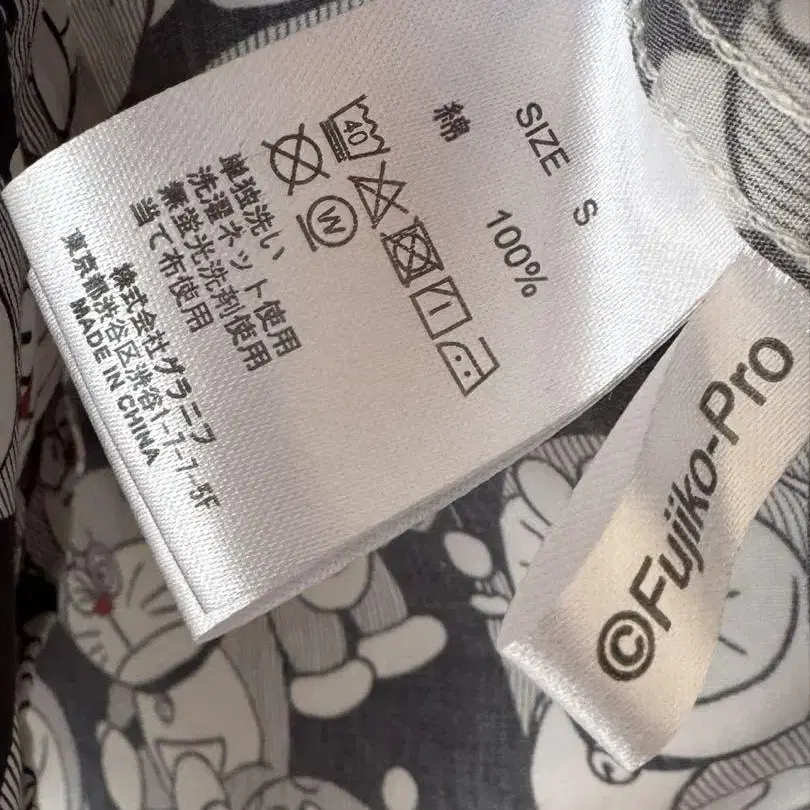 SIZE S
綿 100%
40
W
単独洗い
洗濯ネット使用
無蛍光洗剤使用
当て布使用
株式会社グラニフ
東京都渋谷区渋谷1-7-7-5F
MADE IN CHINA
©Fujiko-Pro